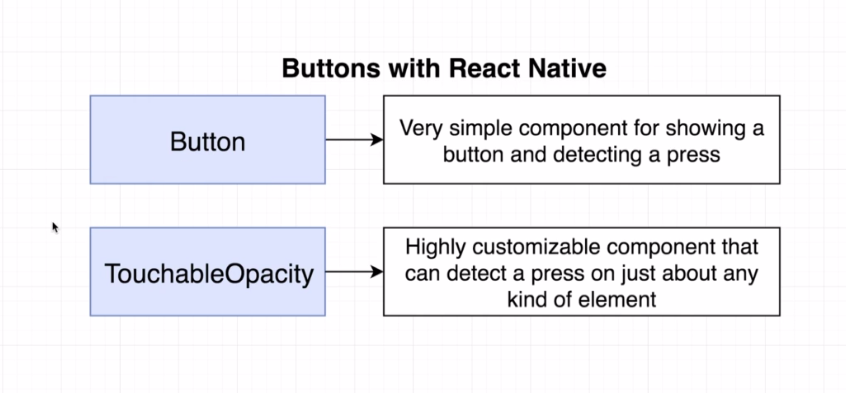 Buttons with React Native
Button
Very simple component for showing a
button and detecting a press
TouchableOpacity
Highly customizable component that
can detect a press on just about any
kind of element